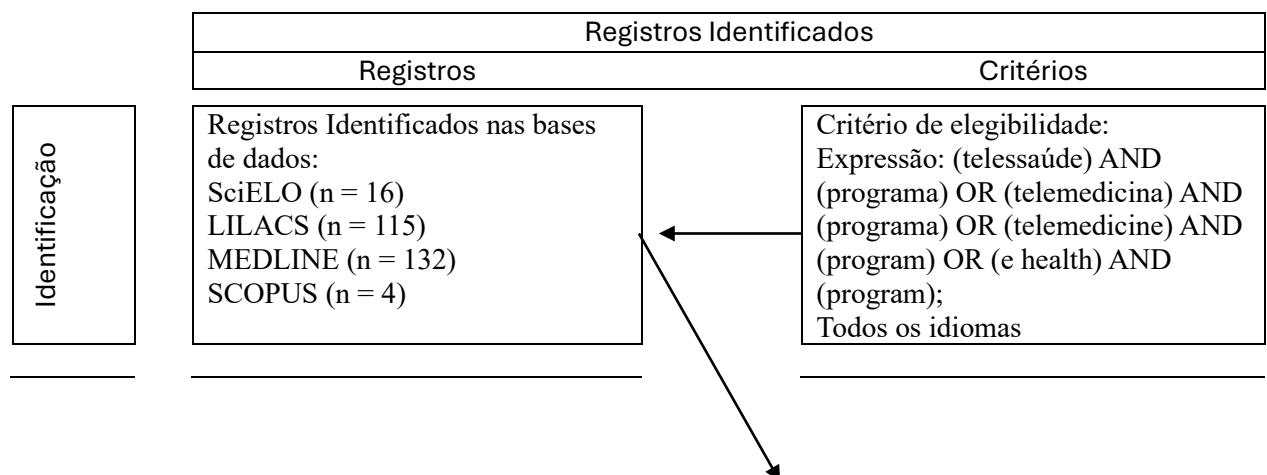 Registros Identificados
Registros
Critérios
Identificação
Registros Identificados nas bases
de dados:
SciELO (n = 16)
LILACS (n = 115)
MEDLINE (n = 132)
SCOPUS (n = 4)
Critério de elegibilidade:
Expressão: (telessaúde) AND
(programa) OR (telemedicina) AND
(programa) OR (telemedicine) AND
(program) OR (e health) AND
(program);
Todos os idiomas